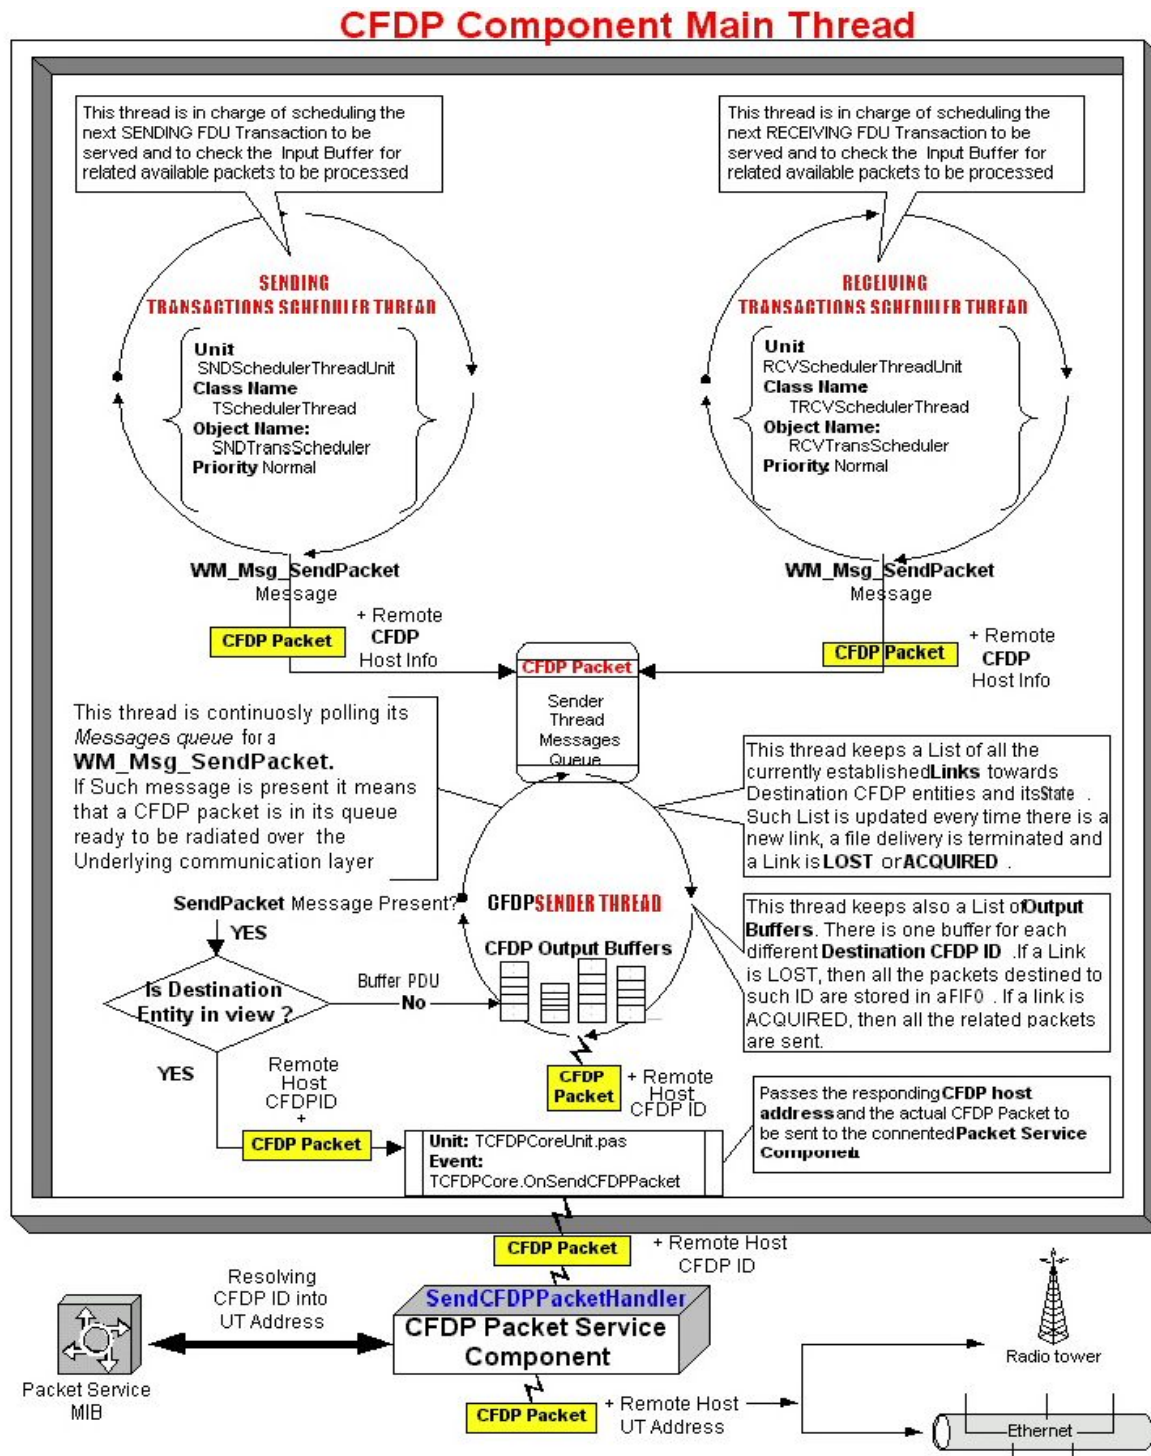 CFDP Component Main Thread
This thread is in charge of scheduling the
next SENDING FDU Transaction to be
served and to check the Input Buffer for
related available packets to be processed
This thread is in charge of scheduling the
next RECEIVING FDU Transaction to be
served and to check the Input Buffer for
related available packets to be processed
SENDING
TRANSACTIONS SCHEDULER THREAD
Unit:
SNDSchedulerThreadUnit
Class Name
TSchedulerThread
Object Name:
SNDTransScheduler
Priority Normal
RECEIVING
TRANSACTIONS SCHEDULER THREAD
Unit:
RCVSchedulerThreadUnit
Class Name
TRCVSchedulerThread
Object Name:
RCVTransScheduler
Priority: Normal
WM_Msg_SendPacket
Message
CFDP Packet
+ Remote
CFDP
Host Info
WM_Msg_SendPacket
Message
CFDP Packet
+ Remote
CFDP
Host Info
CFDP Packet
Sender
Thread
Messages
Queue
This thread is continuosly polling its
Messages queue for a
WM_Msg_SendPacket.
If Such message is present it means
that a CFDP packet is in its queue
ready to be radiated over the
Underlying communication layer
This thread keeps a List of all the
currently established Links towards
Destination CFDP entities and its State .
Such List is updated every time there is a
new link, a file delivery is terminated and
a Link is LOST or ACQUIRED .
SendPacket Message Present?
YES
CFDP SENDER THREAD
CFDP Output Buffers
This thread keeps also a List of Output
Buffers. There is one buffer for each
different Destination CFDP ID .If a Link
is LOST, then all the packets destined to
such ID are stored in a FIFO . If a link is
ACQUIRED, then all the related packets
are sent.
Is Destination
Entity in view ?
Buffer PDU
No
YES
Remote
Host
CFDPID
+
CFDP Packet
CFDP
Packet
+ Remote
Host
CFDP ID
Unit: TCFDPCoreUnit.pas
Event:
TCFDPCore.OnSendCFDPPacket
Passes the responding CFDP host
address and the actual CFDP Packet to
be sent to the connented Packet Service
Component.
CFDP Packet
+ Remote Host
CFDP ID
Resolving
CFDP ID into
UT Address
SendCFDPPacketHandler
CFDP Packet Service
Component
Packet Service
MIB
CFDP Packet
+ Remote Host
UT Address
Radio tower
Ethernet